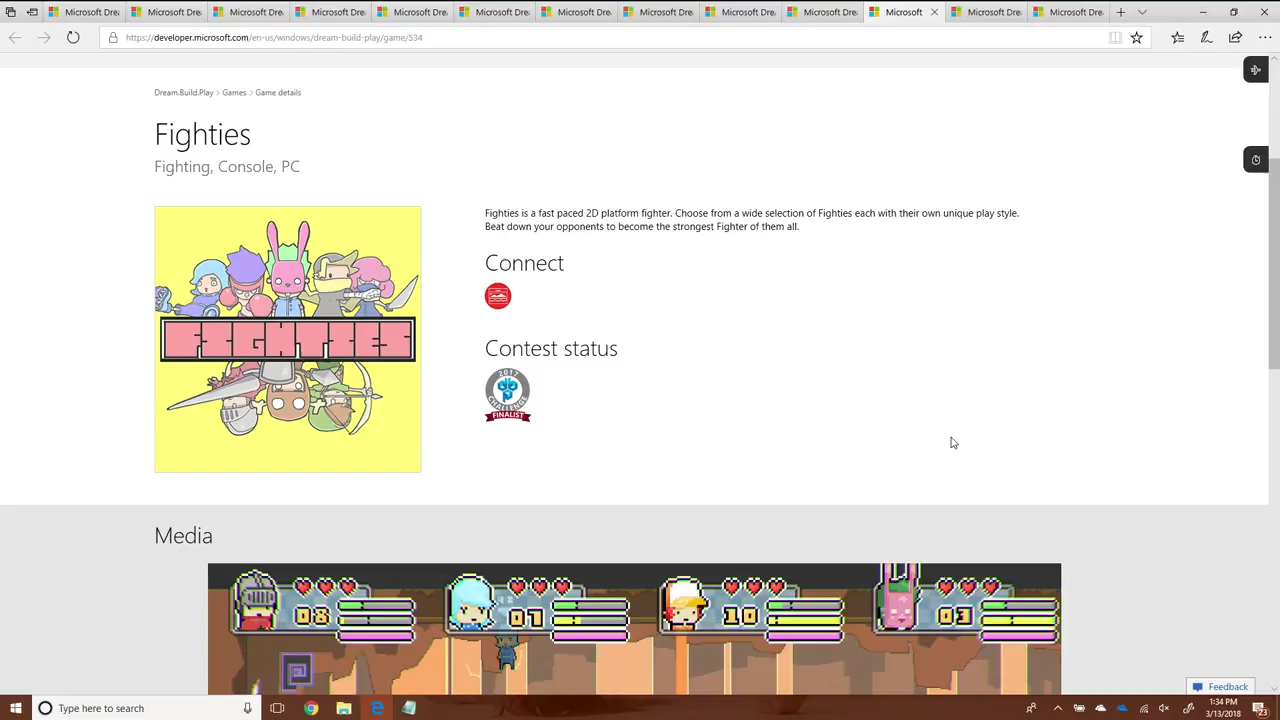 Microsoft Dre
Microsoft Dre
Microsoft Dre
Microsoft Dre
Microsoft Dre
Microsoft Dre
Microsoft Dre
Microsoft Dre
Microsoft Dre
Microsoft Dre
Microsoft
Microsoft Dre
Microsoft Dre
https://developer.microsoft.com/en-us/windows/dream-build-play/game/534
Dream.Build.Play > Games > Game details
Fighties
Fighting, Console, PC
Fighties is a fast paced 2D platform fighter. Choose from a wide selection of Fighties each with their own unique play style.
Beat down your opponents to become the strongest Fighter of them all.
Connect
FIGHTIES
Contest status
2017
CHALLENGE
FINALIST
Media
08
07
10
03
Feedback
Type here to search
1:34 PM
3/13/2018
23